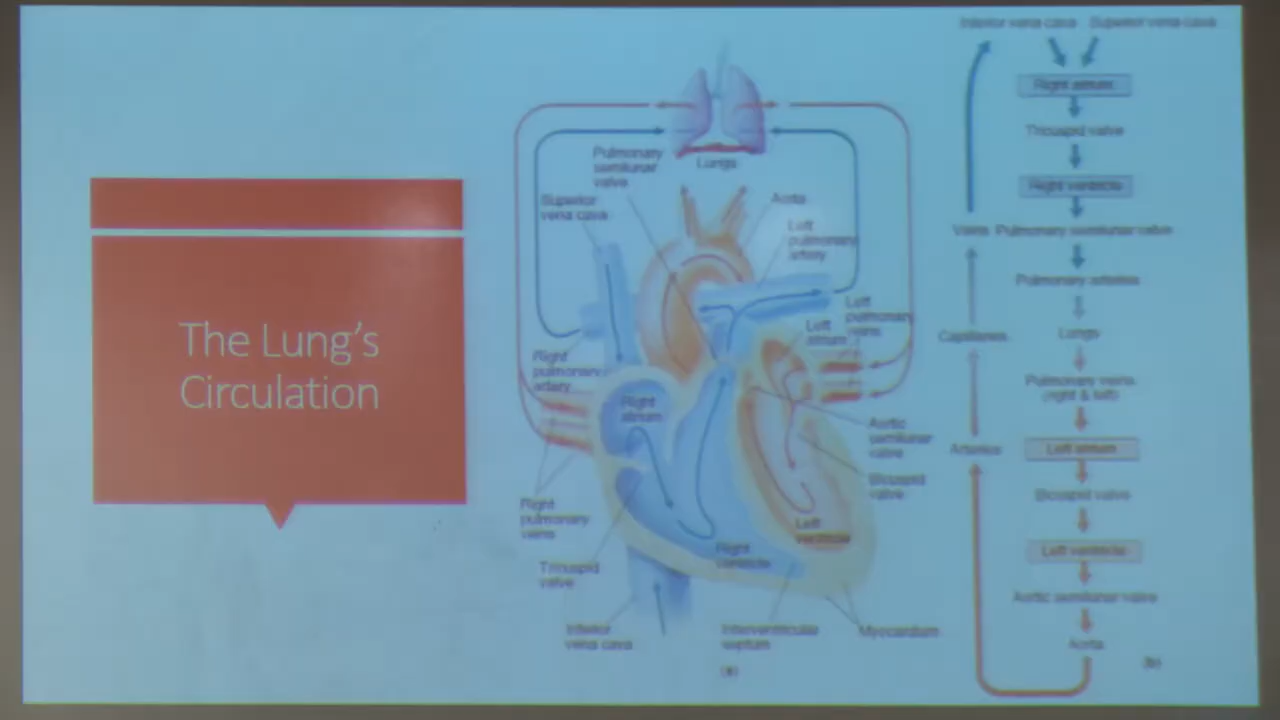 The Lung's
Circulation
Lungs
Pulmonary
semilunar
valve
Superior
vena cava
Aorta
Left
pulmonary
artery
Left
pulmonary
veins
Left
atrium
Right
pulmonary
artery
Right
atrium
Aortic
semilunar
valve
Bicuspid
valve
Right
pulmonary
veins
Left
ventricle
Right
ventricle
Tricuspid
valve
Inferior
vena cava
Interventricular
septum
Myocardium
(a)
Inferior vena cava Superior vena cava
Right atrium
Tricuspid valve
Right ventricle
Veins Pulmonary semilunar valve
Pulmonary arteries
Capillaries Lungs
Pulmonary veins
(right & left)
Arteries Left atrium
Bicuspid valve
Left ventricle
Aortic semilunar valve
Aorta
(b)